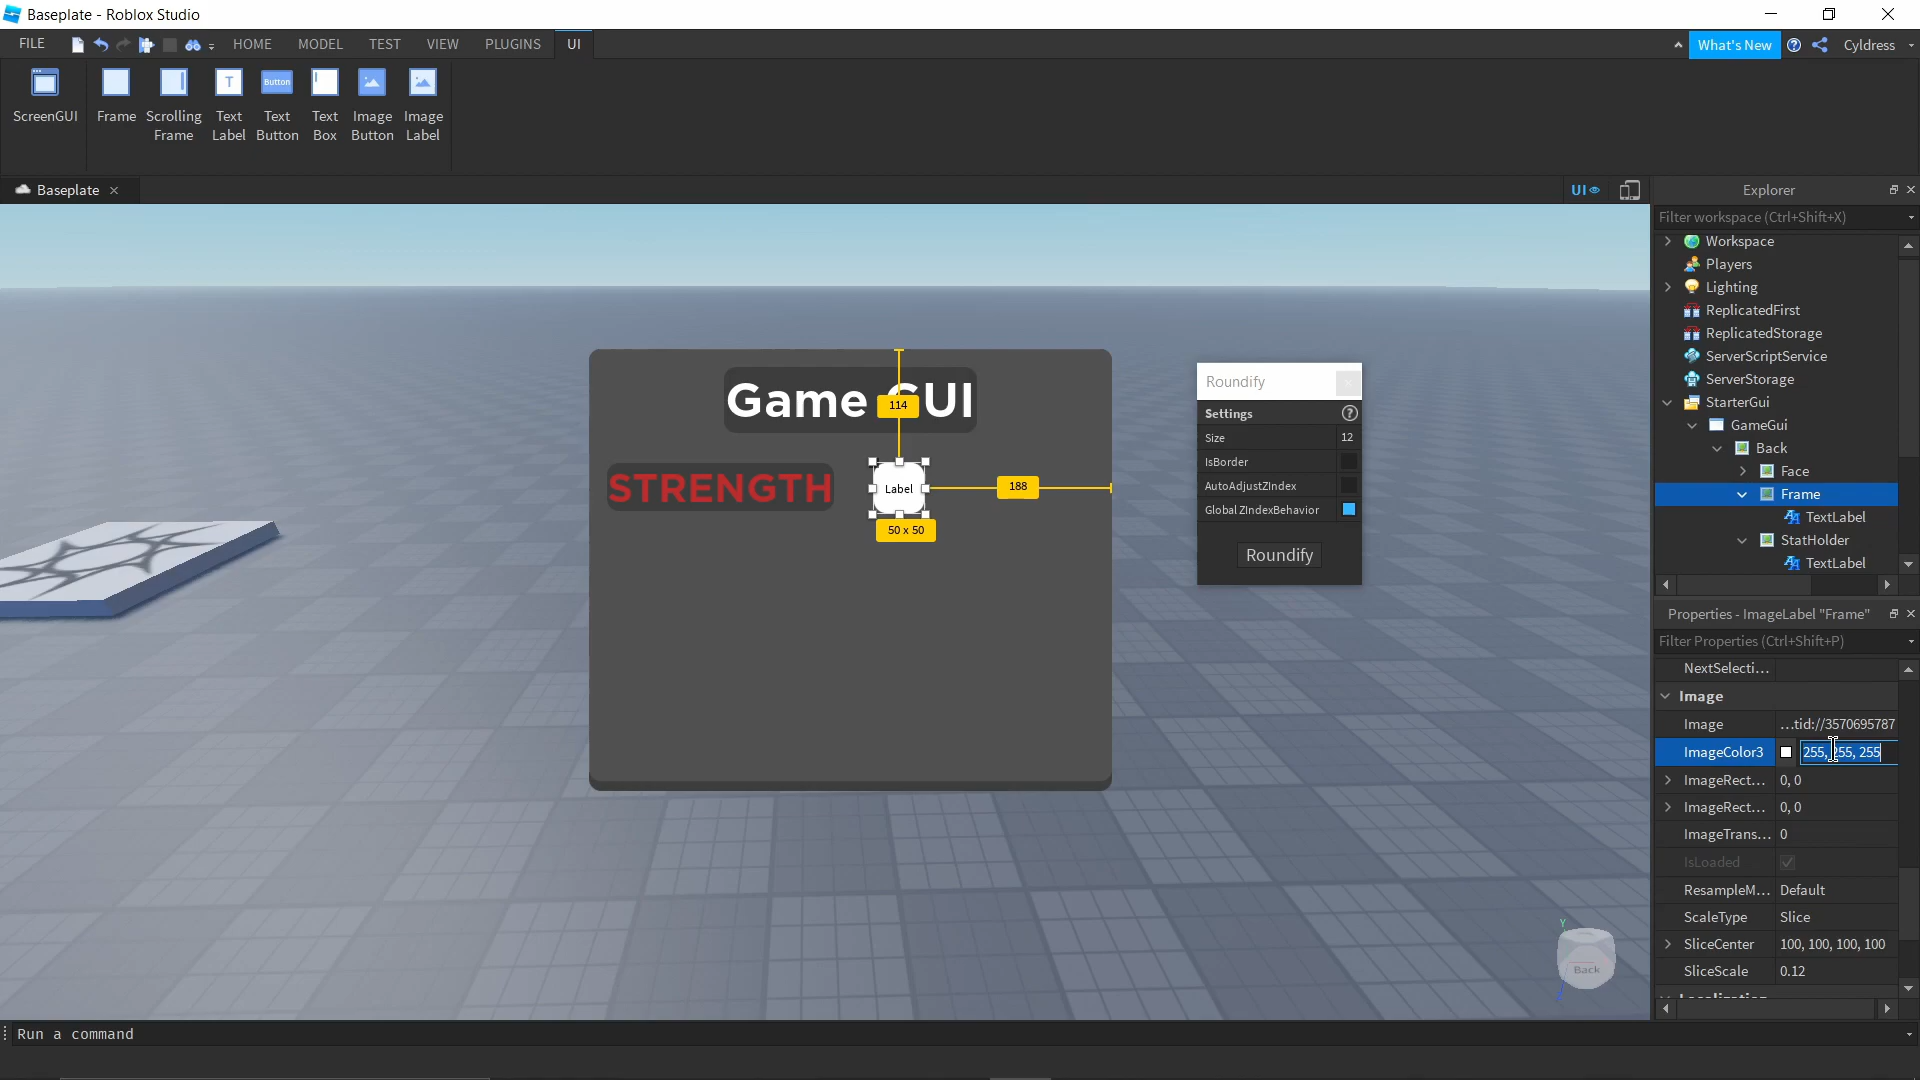 Baseplate - Roblox Studio
FILE HOME MODEL TEST VIEW PLUGINS UI What's New Cyldress
ScreenGUI Frame Scrolling Frame Text Label Button Text Button Text Box Image Button Image Label
Baseplate UI
Explorer
Filter workspace (Ctrl+Shift+X)
Workspace
Players
Lighting
ReplicatedFirst
ReplicatedStorage
ServerScriptService
ServerStorage
StarterGui
GameGui
Back
Face
Frame
TextLabel
StatHolder
TextLabel
Game GUI
114
STRENGTH
Label
188
50 x 50
Roundify
Settings
Size 12
IsBorder
AutoAdjustZIndex
Global ZIndexBehavior
Roundify
Properties - ImageLabel "Frame"
Filter Properties (Ctrl+Shift+P)
NextSelecti...
Image
Image ...tid://3570695787
ImageColor3 255, 255, 255
ImageRect... 0, 0
ImageRect... 0, 0
ImageTrans... 0
IsLoaded
ResampleM... Default
ScaleType Slice
SliceCenter 100, 100, 100, 100
SliceScale 0.12
Localization
Y
Back
Run a command